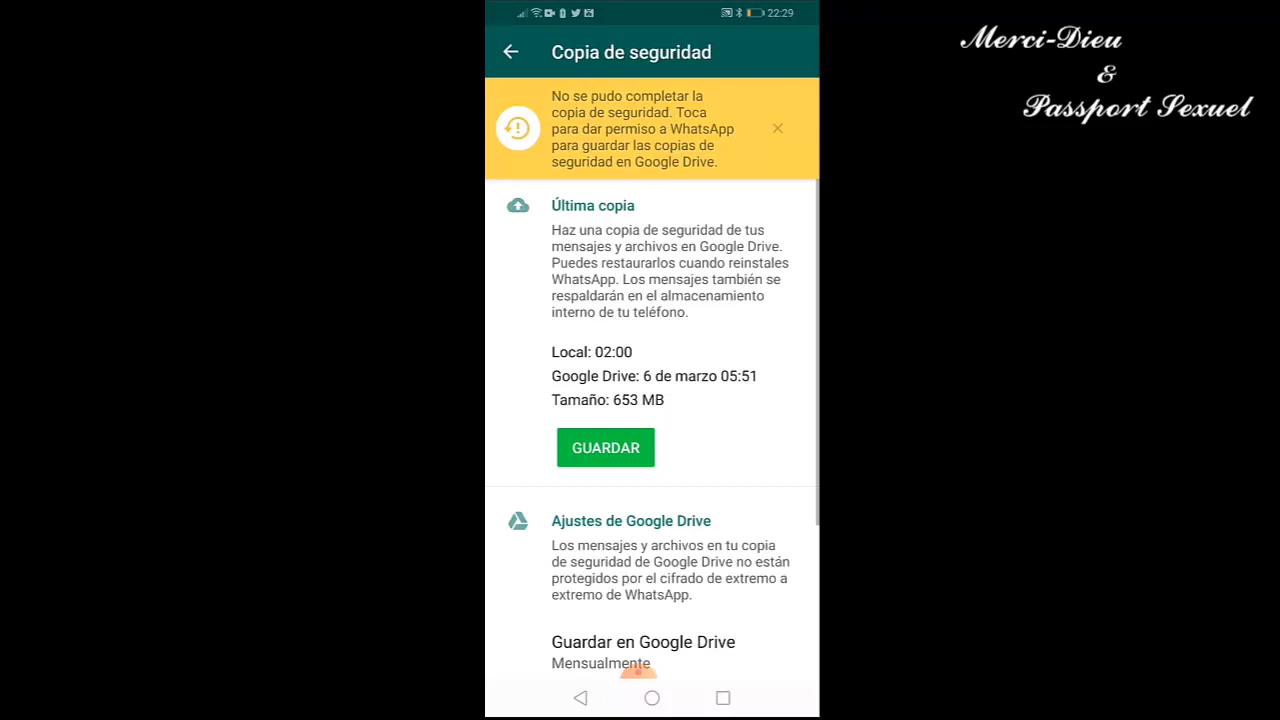 22:29
Merci-Dieu
&
Passport Sexuel
Copia de seguridad
No se pudo completar la
copia de seguridad. Toca
para dar permiso a WhatsApp
para guardar las copias de
seguridad en Google Drive.
Última copia
Haz una copia de seguridad de tus
mensajes y archivos en Google Drive.
Puedes restaurarlos cuando reinstales
WhatsApp. Los mensajes también se
respaldarán en el almacenamiento
interno de tu teléfono.
Local: 02:00
Google Drive: 6 de marzo 05:51
Tamaño: 653 MB
GUARDAR
Ajustes de Google Drive
Los mensajes y archivos en tu copia
de seguridad de Google Drive no están
protegidos por el cifrado de extremo a
extremo de WhatsApp.
Guardar en Google Drive
Mensualmente